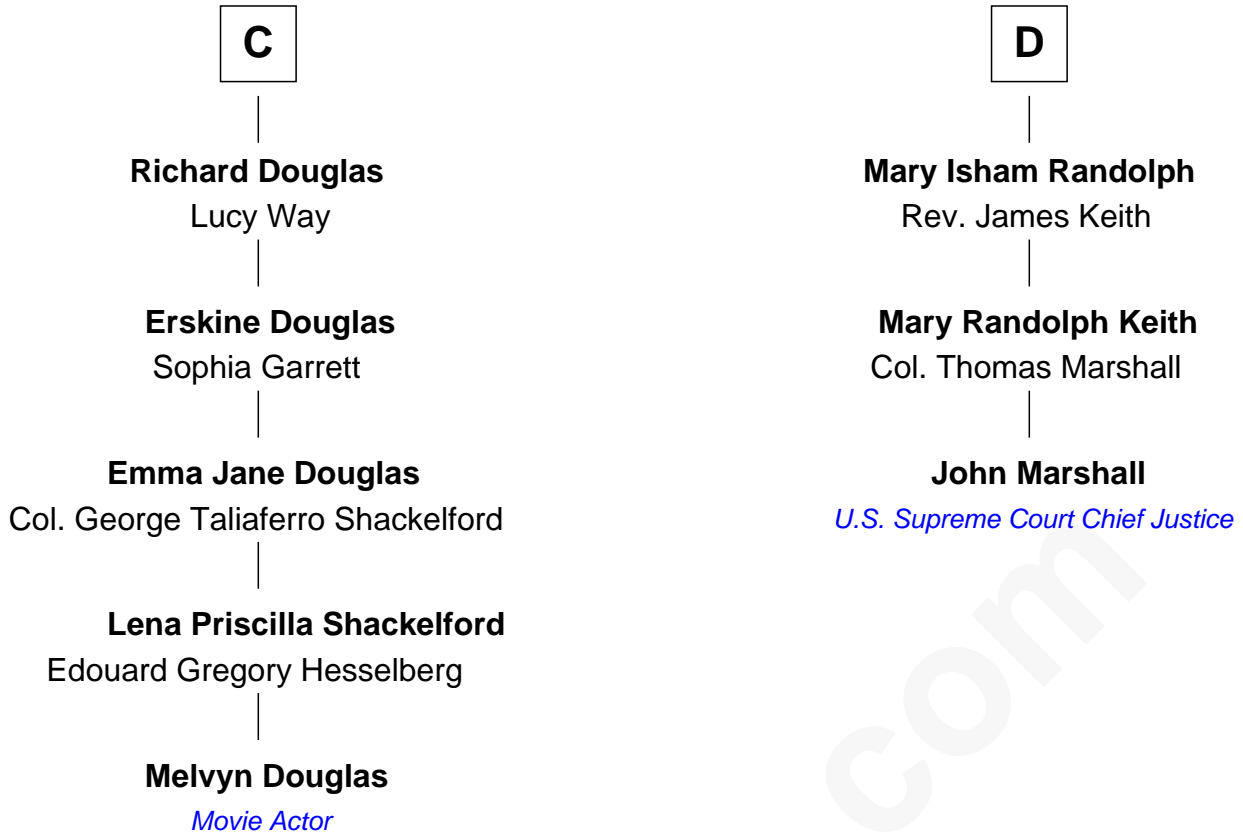 C
Richard Douglas
Lucy Way
Erskine Douglas
Sophia Garrett
Emma Jane Douglas
Col. George Taliaferro Shackelford
Lena Priscilla Shackelford
Edouard Gregory Hesselberg
Melvyn Douglas
Movie Actor
D
Mary Isham Randolph
Rev. James Keith
Mary Randolph Keith
Col. Thomas Marshall
John Marshall
U.S. Supreme Court Chief Justice
com